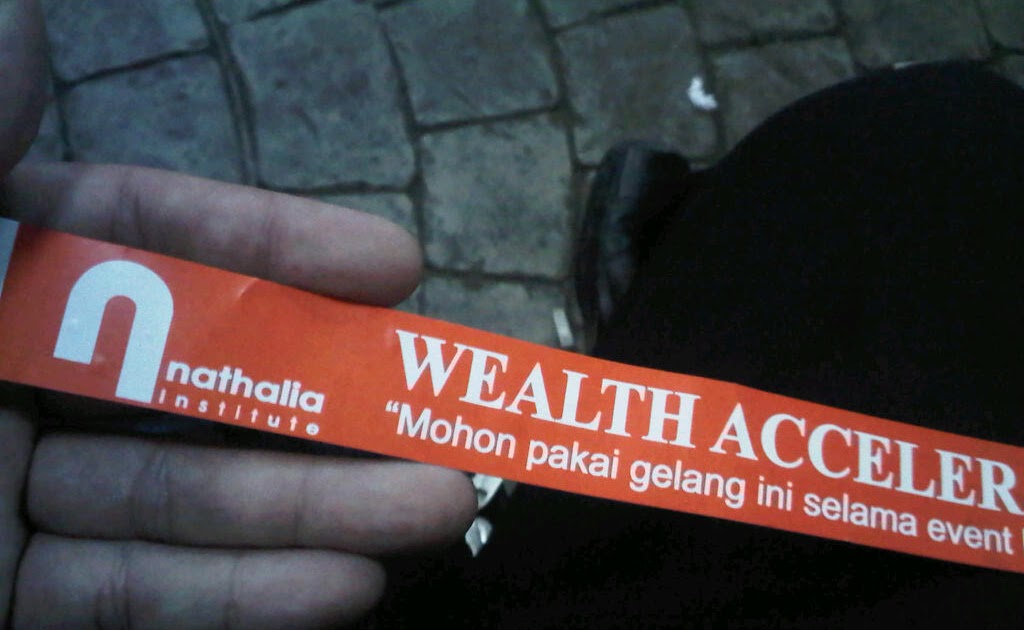 nathalia
Institute
WEALTH ACCELER
“Mohon pakai gelang ini selama event